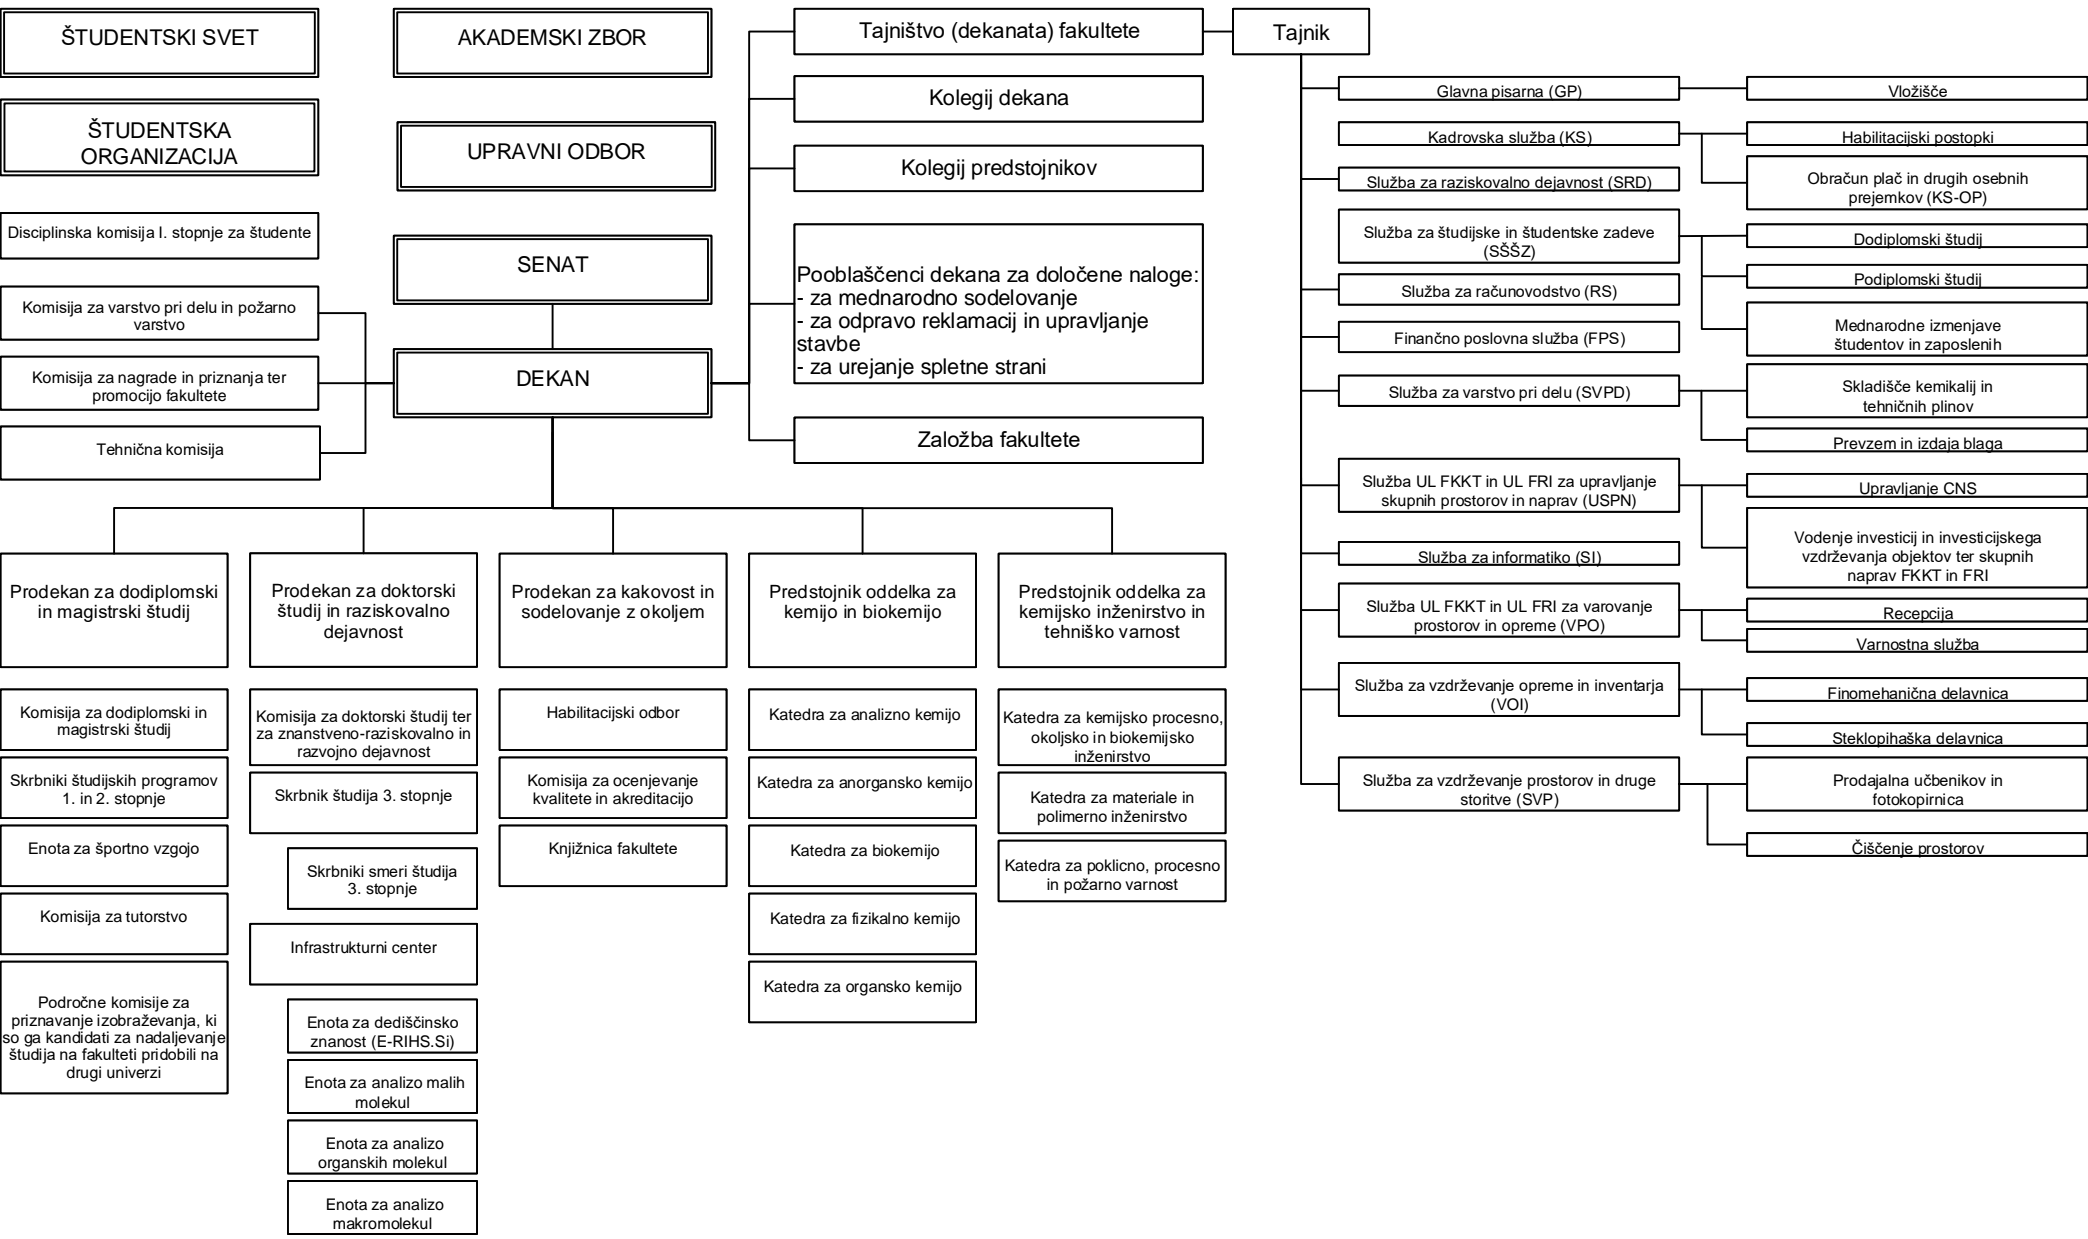 ŠTUDENTSKI SVET
ŠTUDENTSKA
ORGANIZACIJA
Disciplinska komisija I. stopnje za študente
Komisija za varstvo pri delu in požarno
varstvo
Komisija za nagrade in priznanja ter
promocijo fakultete
Tehnična komisija
AKADEMSKI ZBOR
UPRAVNI ODBOR
SENAT
DEKAN
Tajništvo (dekanata) fakultete
Kolegij dekana
Kolegij predstojnikov
Pooblaščenci dekana za določene naloge:
- za mednarodno sodelovanje
- za odpravo reklamacij in upravljanje
stavbe
- za urejanje spletne strani
Založba fakultete
Tajnik
Glavna pisarna (GP)
Vložišče
Kadrovska služba (KS)
Habilitacijski postopki
Obračun plač in drugih osebnih
prejemkov (KS-OP)
Služba za raziskovalno dejavnost (SRD)
Služba za študijske in študentske zadeve
(SŠŠZ)
Dodiplomski študij
Podiplomski študij
Mednarodne izmenjave
študentov in zaposlenih
Služba za računovodstvo (RS)
Finančno poslovna služba (FPS)
Služba za varstvo pri delu (SVPD)
Skladišče kemikalij in
tehničnih plinov
Prevzem in izdaja blaga
Služba UL FKKT in UL FRI za upravljanje
skupnih prostorov in naprav (USPN)
Upravljanje CNS
Vodenje investicij in investicijskega
vzdrževanja objektov ter skupnih
naprav FKKT in FRI
Služba za informatiko (SI)
Služba UL FKKT in UL FRI za varovanje
prostorov in opreme (VPO)
Recepcija
Varnostna služba
Služba za vzdrževanje opreme in inventarja
(VOI)
Finomehanična delavnica
Steklopihaška delavnica
Služba za vzdrževanje prostorov in druge
storitve (SVP)
Prodajalna učbenikov in
fotokopirnica
Čiščenje prostorov
Prodekan za dodiplomski
in magistrski študij
Komisija za dodiplomski in
magistrski študij
Skrbniki študijskih programov
1. in 2. stopnje
Enota za športno vzgojo
Komisija za tutorstvo
Področne komisije za
priznavanje izobraževanja, ki
so ga kandidati za nadaljevanje
študija na fakulteti pridobili na
drugi univerzi
Prodekan za doktorski
študij in raziskovalno
dejavnost
Komisija za doktorski študij ter
za znanstveno-raziskovalno in
razvojno dejavnost
Skrbnik študija 3. stopnje
Skrbniki smeri študija
3. stopnje
Infrastrukturni center
Enota za dediščinsko
znanost (E-RIHS.Si)
Enota za analizo malih
molekul
Enota za analizo
organskih molekul
Enota za analizo
makromolekul
Prodekan za kakovost in
sodelovanje z okoljem
Habilitacijski odbor
Komisija za ocenjevanje
kvalitete in akreditacijo
Knjižnica fakultete
Predstojnik oddelka za
kemijo in biokemijo
Katedra za analizno kemijo
Katedra za anorgansko kemijo
Katedra za biokemijo
Katedra za fizikalno kemijo
Katedra za organsko kemijo
Predstojnik oddelka za
kemijsko inženirstvo in
tehniško varnost
Katedra za kemijsko procesno,
okoljsko in biokemijsko
inženirstvo
Katedra za materiale in
polimerno inženirstvo
Katedra za poklicno, procesno
in požarno varnost